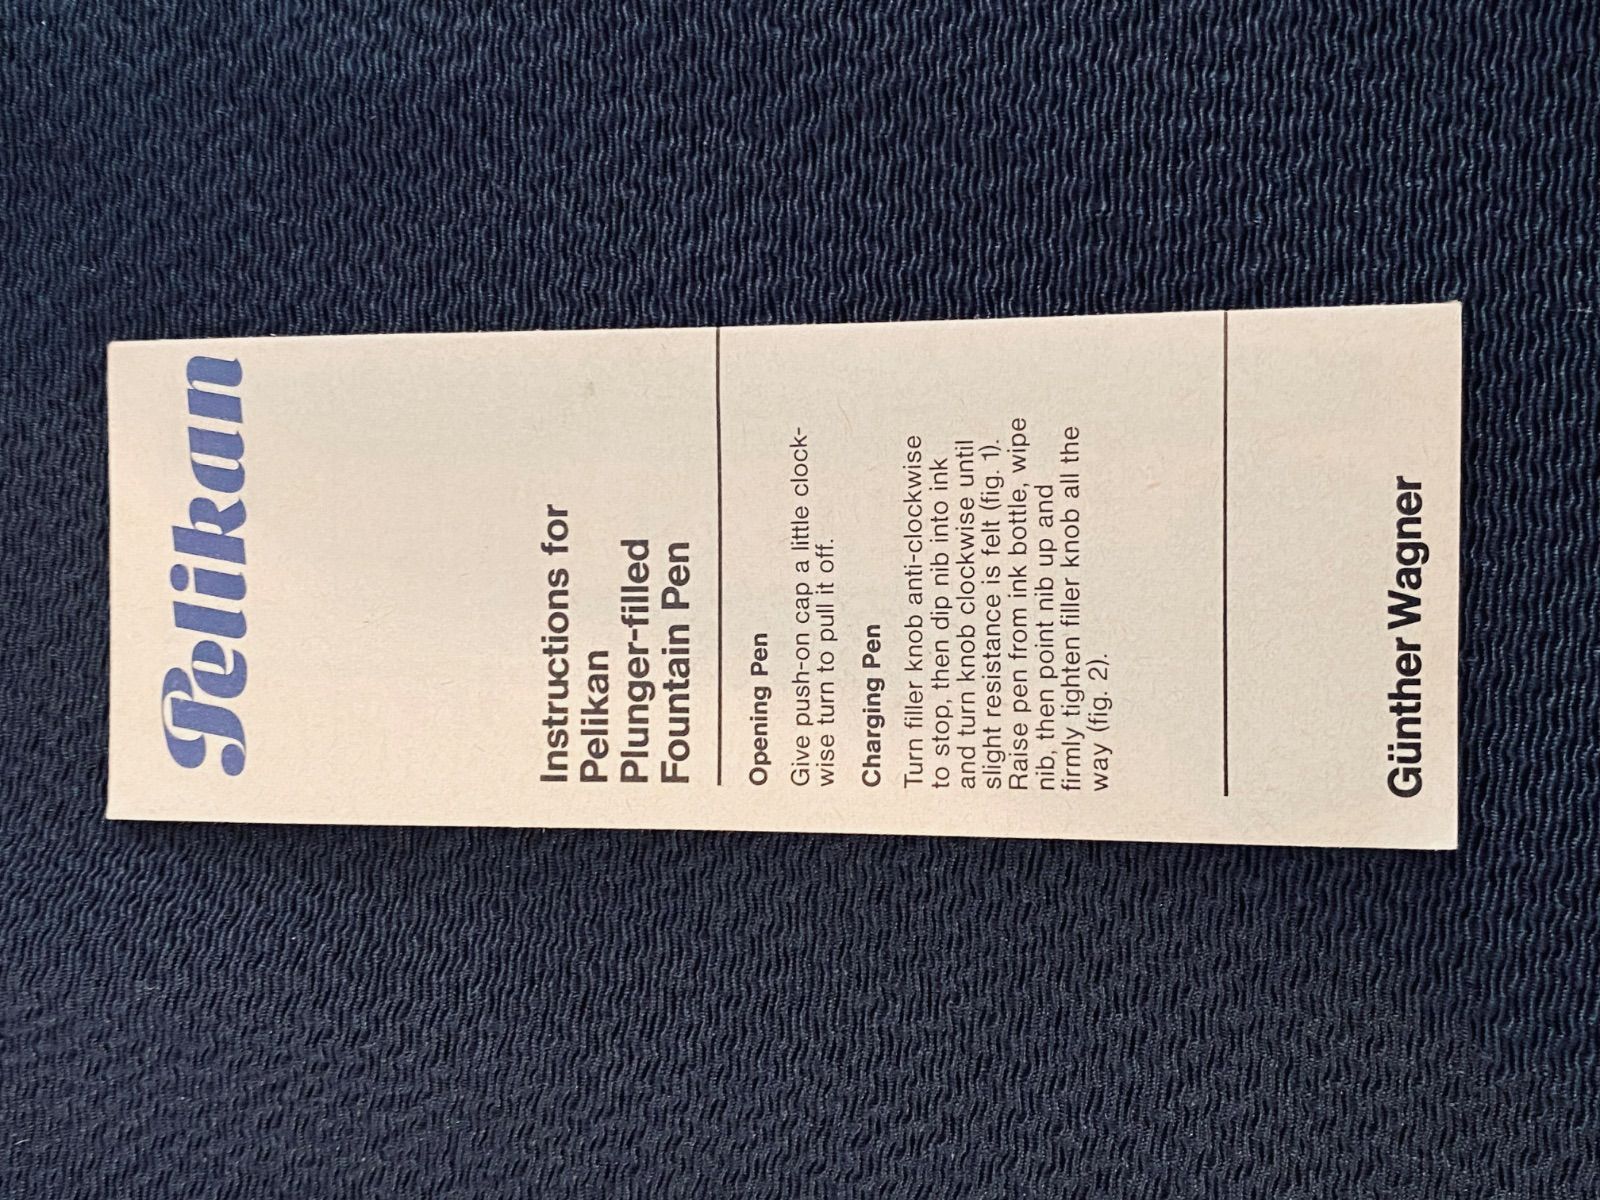 Pelikan
Instructions for
Pelikan
Plunger-filled
Fountain Pen
Opening Pen
Give push-on cap a little clock-
wise turn to pull it off.
Charging Pen
Turn filler knob anti-clockwise
to stop, then dip nib into ink
and turn knob clockwise until
slight resistance is felt (fig. 1).
Raise pen from ink bottle, wipe
nib, then point nib up and
firmly tighten filler knob all the
way (fig. 2).
Günther Wagner